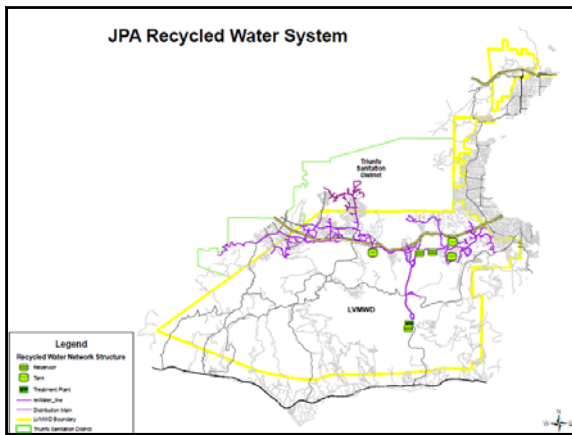 JPA Recycled Water System
Triunfo
Sanitation
District
LVMWD
Legend
Recycled Water Network Structure
Reservoir
Tank
Treatment Plant
Distribution Main
LVMWD Boundary
Triunfo Sanitation District
N
W
E